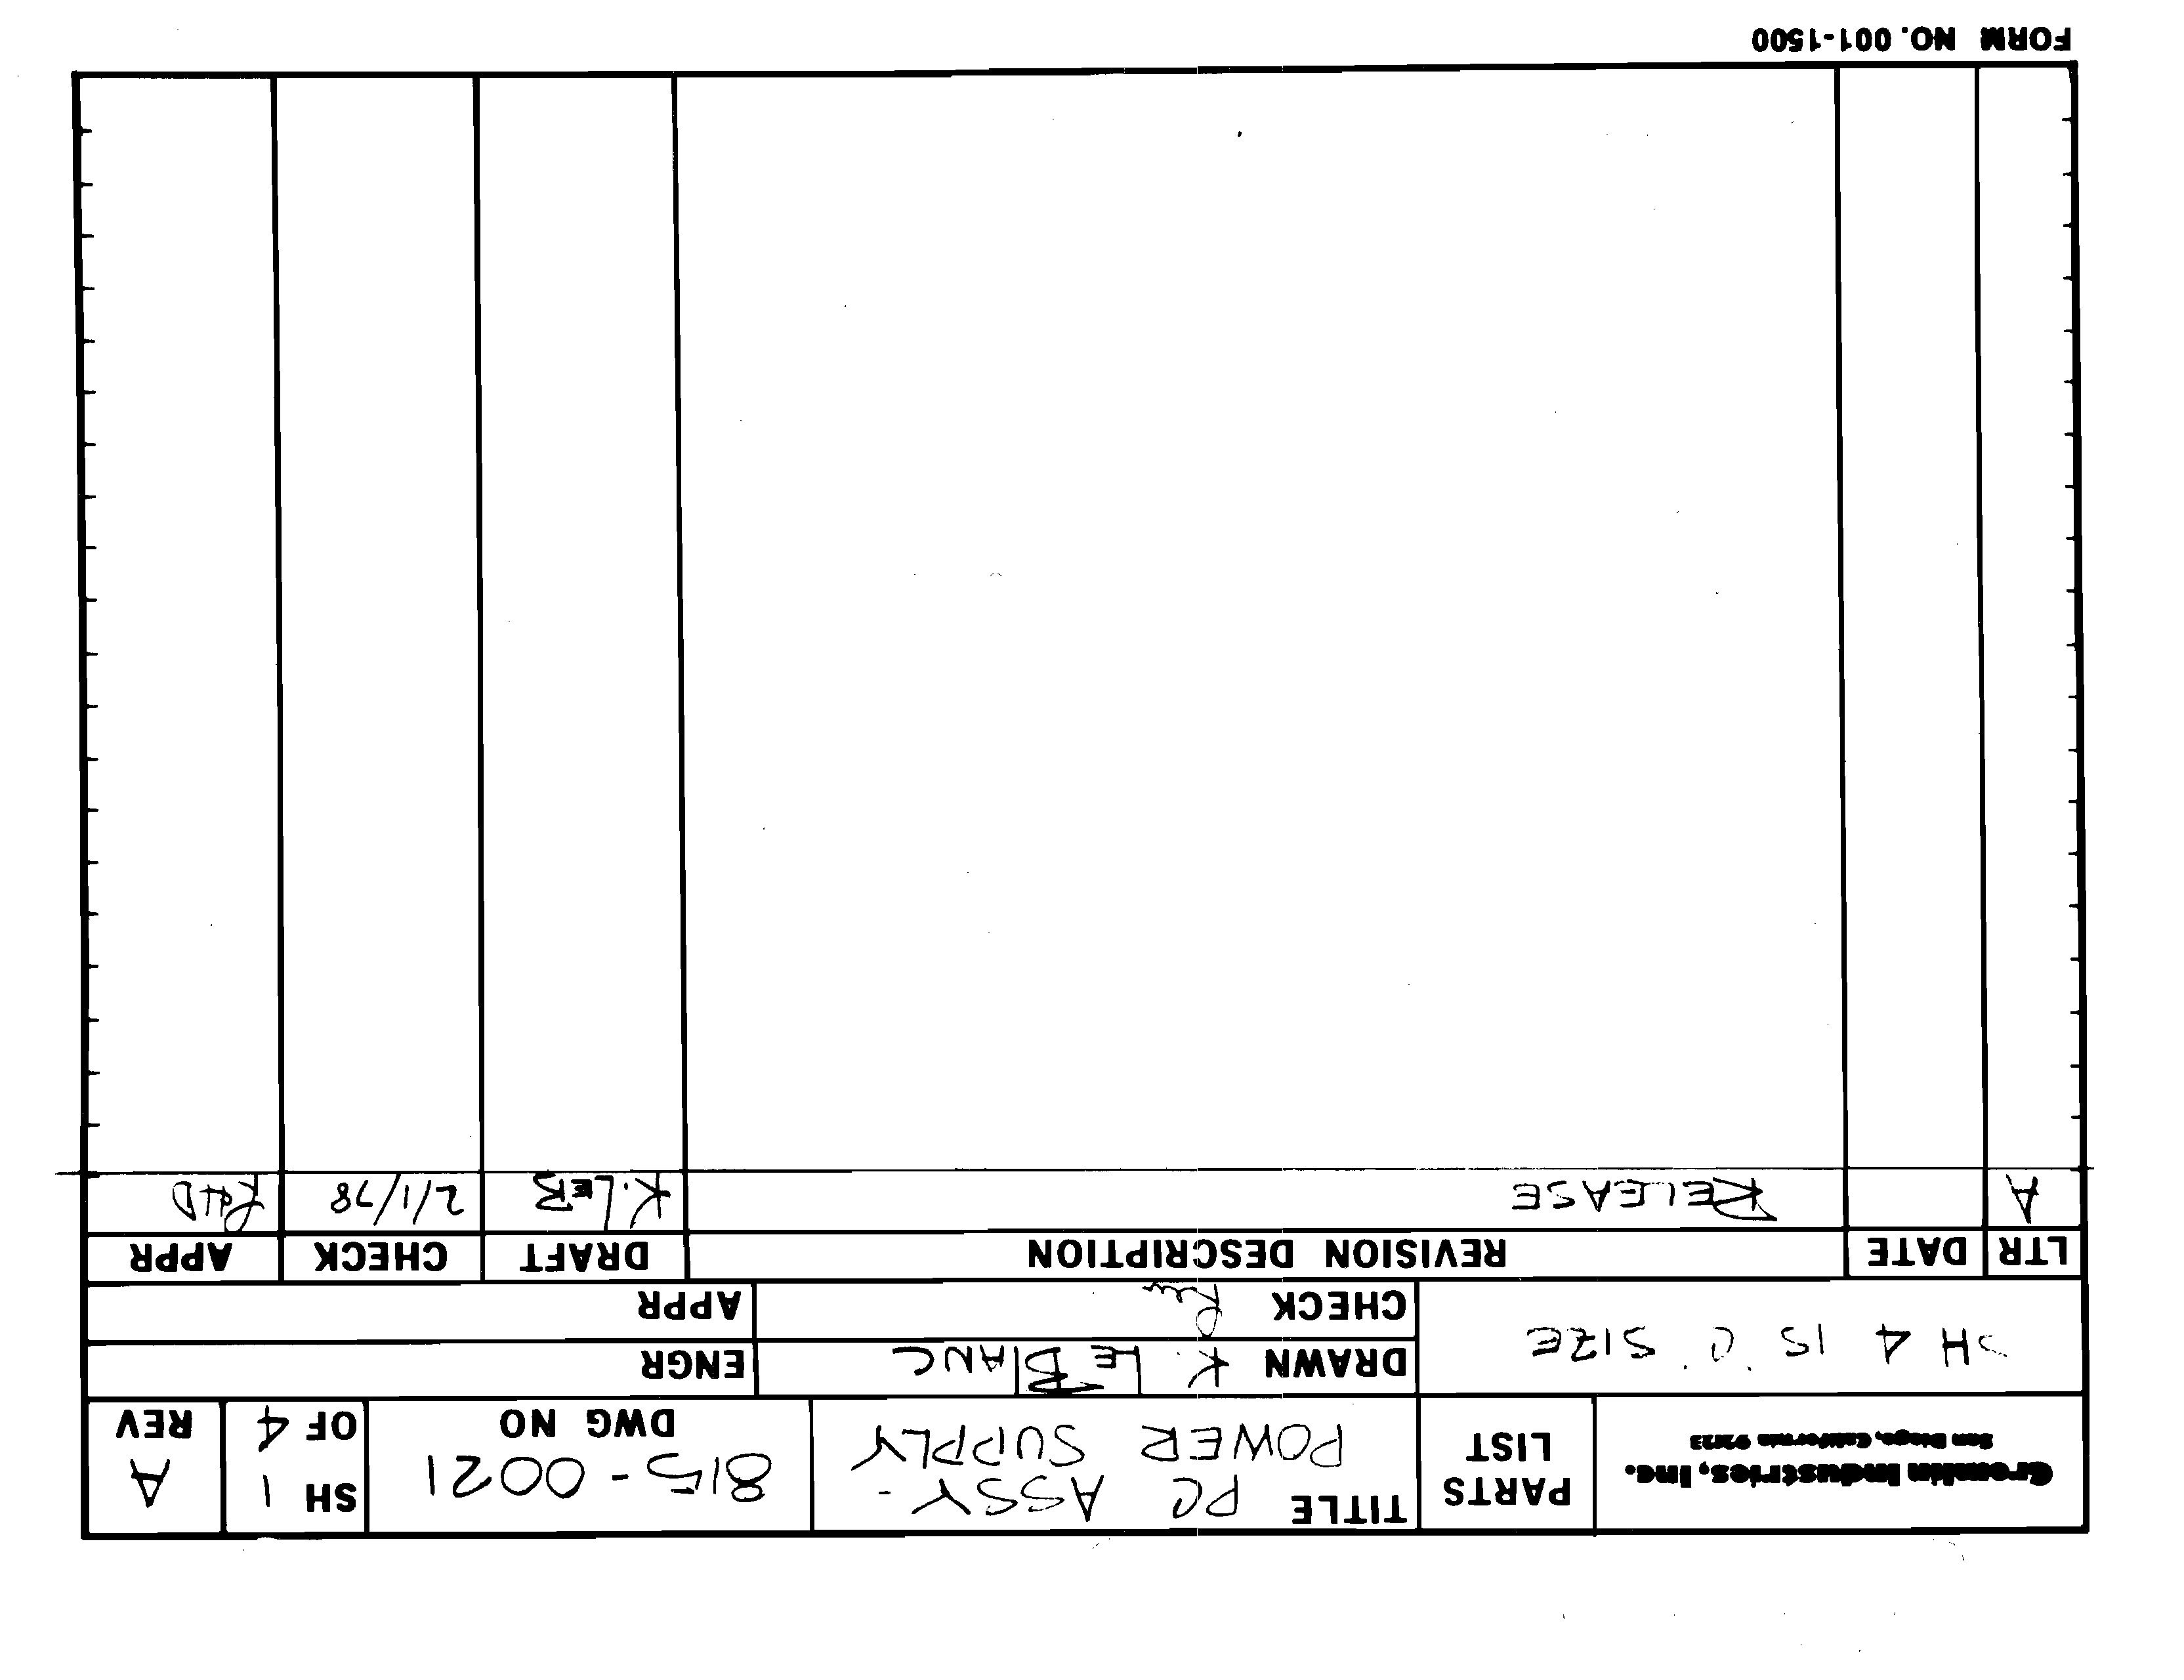 Gremlin Industries, Inc.
San Diego, California 92123
PARTS LIST
TITLE PC ASSY -
POWER SUPPLY
815-0021
DWG NO
SH 1
OF 4
A
REV
SH 4 IS 'C' SIZE
DRAWN K. LE BLANC
ENGR
CHECK
APPR
LTR DATE REVISION DESCRIPTION DRAFT CHECK APPR
A RELEASE K.LEB 2/1/78
FORM NO. 001-1500